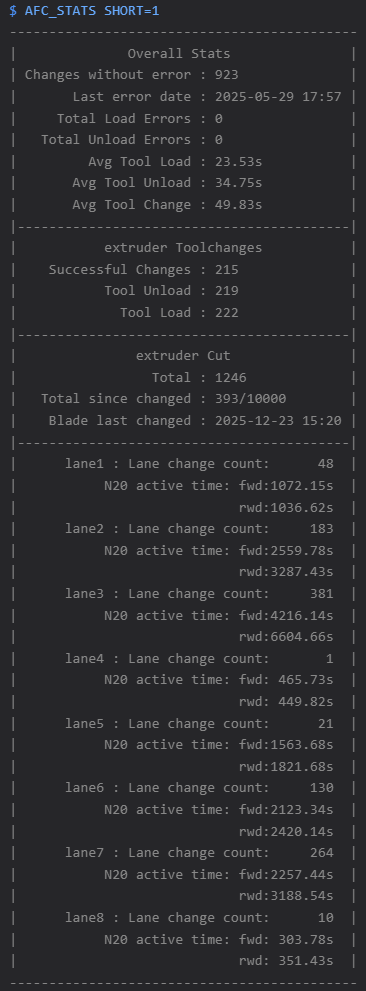 $ AFC_STATS SHORT=1
--------------------------------------------
|              Overall Stats               |
| Changes without error : 923              |
|       Last error date : 2025-05-29 17:57 |
|     Total Load Errors : 0                |
|   Total Unload Errors : 0                |
|         Avg Tool Load : 23.53s           |
|       Avg Tool Unload : 34.75s           |
|       Avg Tool Change : 49.83s           |
|------------------------------------------|
|           extruder Toolchanges           |
|    Successful Changes : 215              |
|           Tool Unload : 219              |
|             Tool Load : 222              |
|------------------------------------------|
|               extruder Cut               |
|                 Total : 1246             |
|   Total since changed : 393/10000        |
|    Blade last changed : 2025-12-23 15:20 |
|------------------------------------------|
|      lane1 : Lane change count:      48  |
|           N20 active time: fwd:1072.15s  |
|                            rwd:1036.62s  |
|      lane2 : Lane change count:     183  |
|           N20 active time: fwd:2559.78s  |
|                            rwd:3287.43s  |
|      lane3 : Lane change count:     381  |
|           N20 active time: fwd:4216.14s  |
|                            rwd:6604.66s  |
|      lane4 : Lane change count:       1  |
|           N20 active time: fwd: 465.73s  |
|                            rwd: 449.82s  |
|      lane5 : Lane change count:      21  |
|           N20 active time: fwd:1563.68s  |
|                            rwd:1821.68s  |
|      lane6 : Lane change count:     130  |
|           N20 active time: fwd:2123.34s  |
|                            rwd:2420.14s  |
|      lane7 : Lane change count:     264  |
|           N20 active time: fwd:2257.44s  |
|                            rwd:3188.54s  |
|      lane8 : Lane change count:      10  |
|           N20 active time: fwd: 303.78s  |
|                            rwd: 351.43s  |
--------------------------------------------